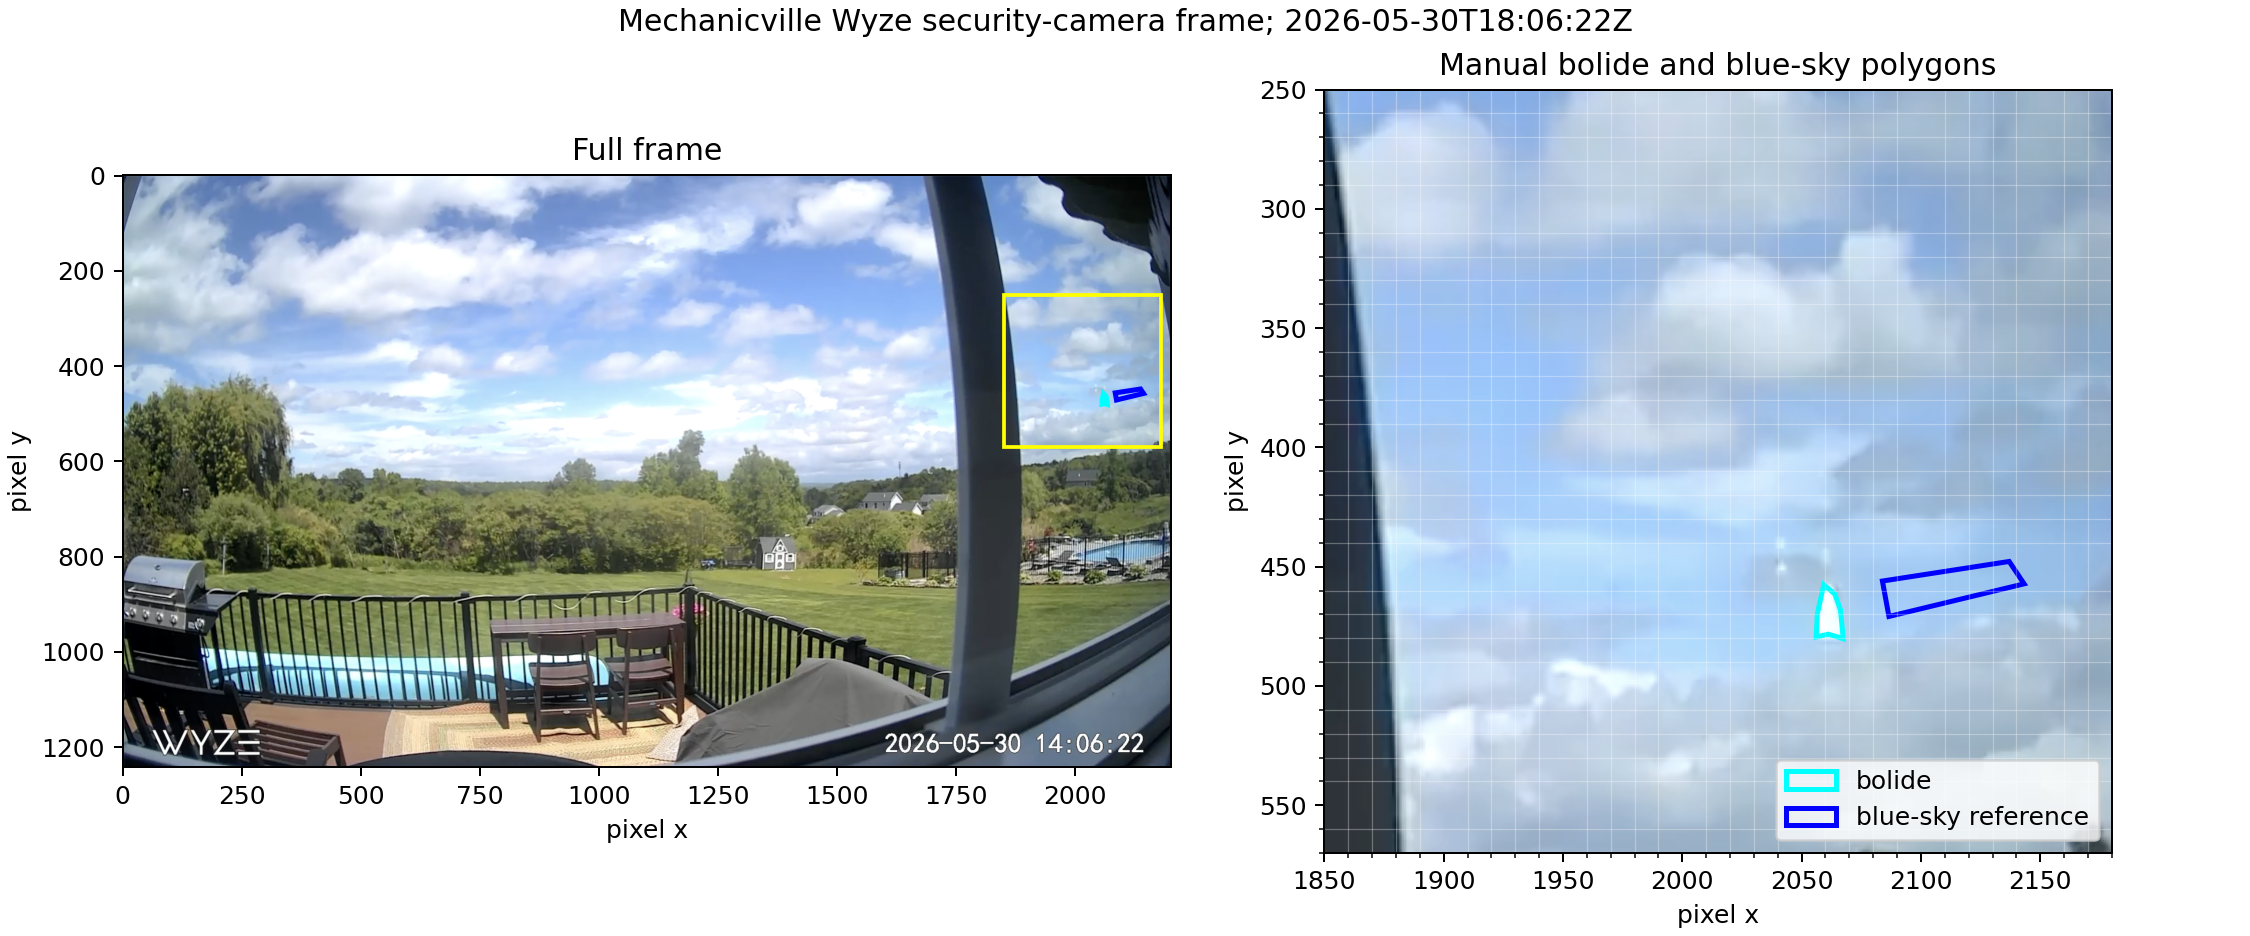 Mechanicville Wyze security-camera frame; 2026-05-30T18:06:22Z
Full frame
0
200
400
600
800
1000
1200
pixel y
0 250 500 750 1000 1250 1500 1750 2000
pixel x
WYZE
2026-05-30 14:06:22
Manual bolide and blue-sky polygons
250
300
350
400
450
500
550
pixel y
1850 1900 1950 2000 2050 2100 2150
pixel x
bolide
blue-sky reference